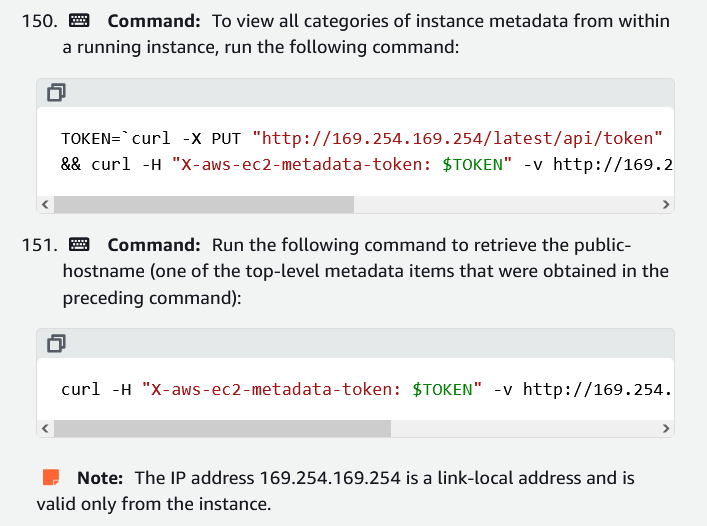 150. Command: To view all categories of instance metadata from within
a running instance, run the following command:
TOKEN=`curl -X PUT "http://169.254.169.254/latest/api/token"
&& curl -H "X-aws-ec2-metadata-token: $TOKEN" -v http://169.2
151. Command: Run the following command to retrieve the public-
hostname (one of the top-level metadata items that were obtained in the
preceding command):
curl -H "X-aws-ec2-metadata-token: $TOKEN" -v http://169.254.
Note: The IP address 169.254.169.254 is a link-local address and is
valid only from the instance.